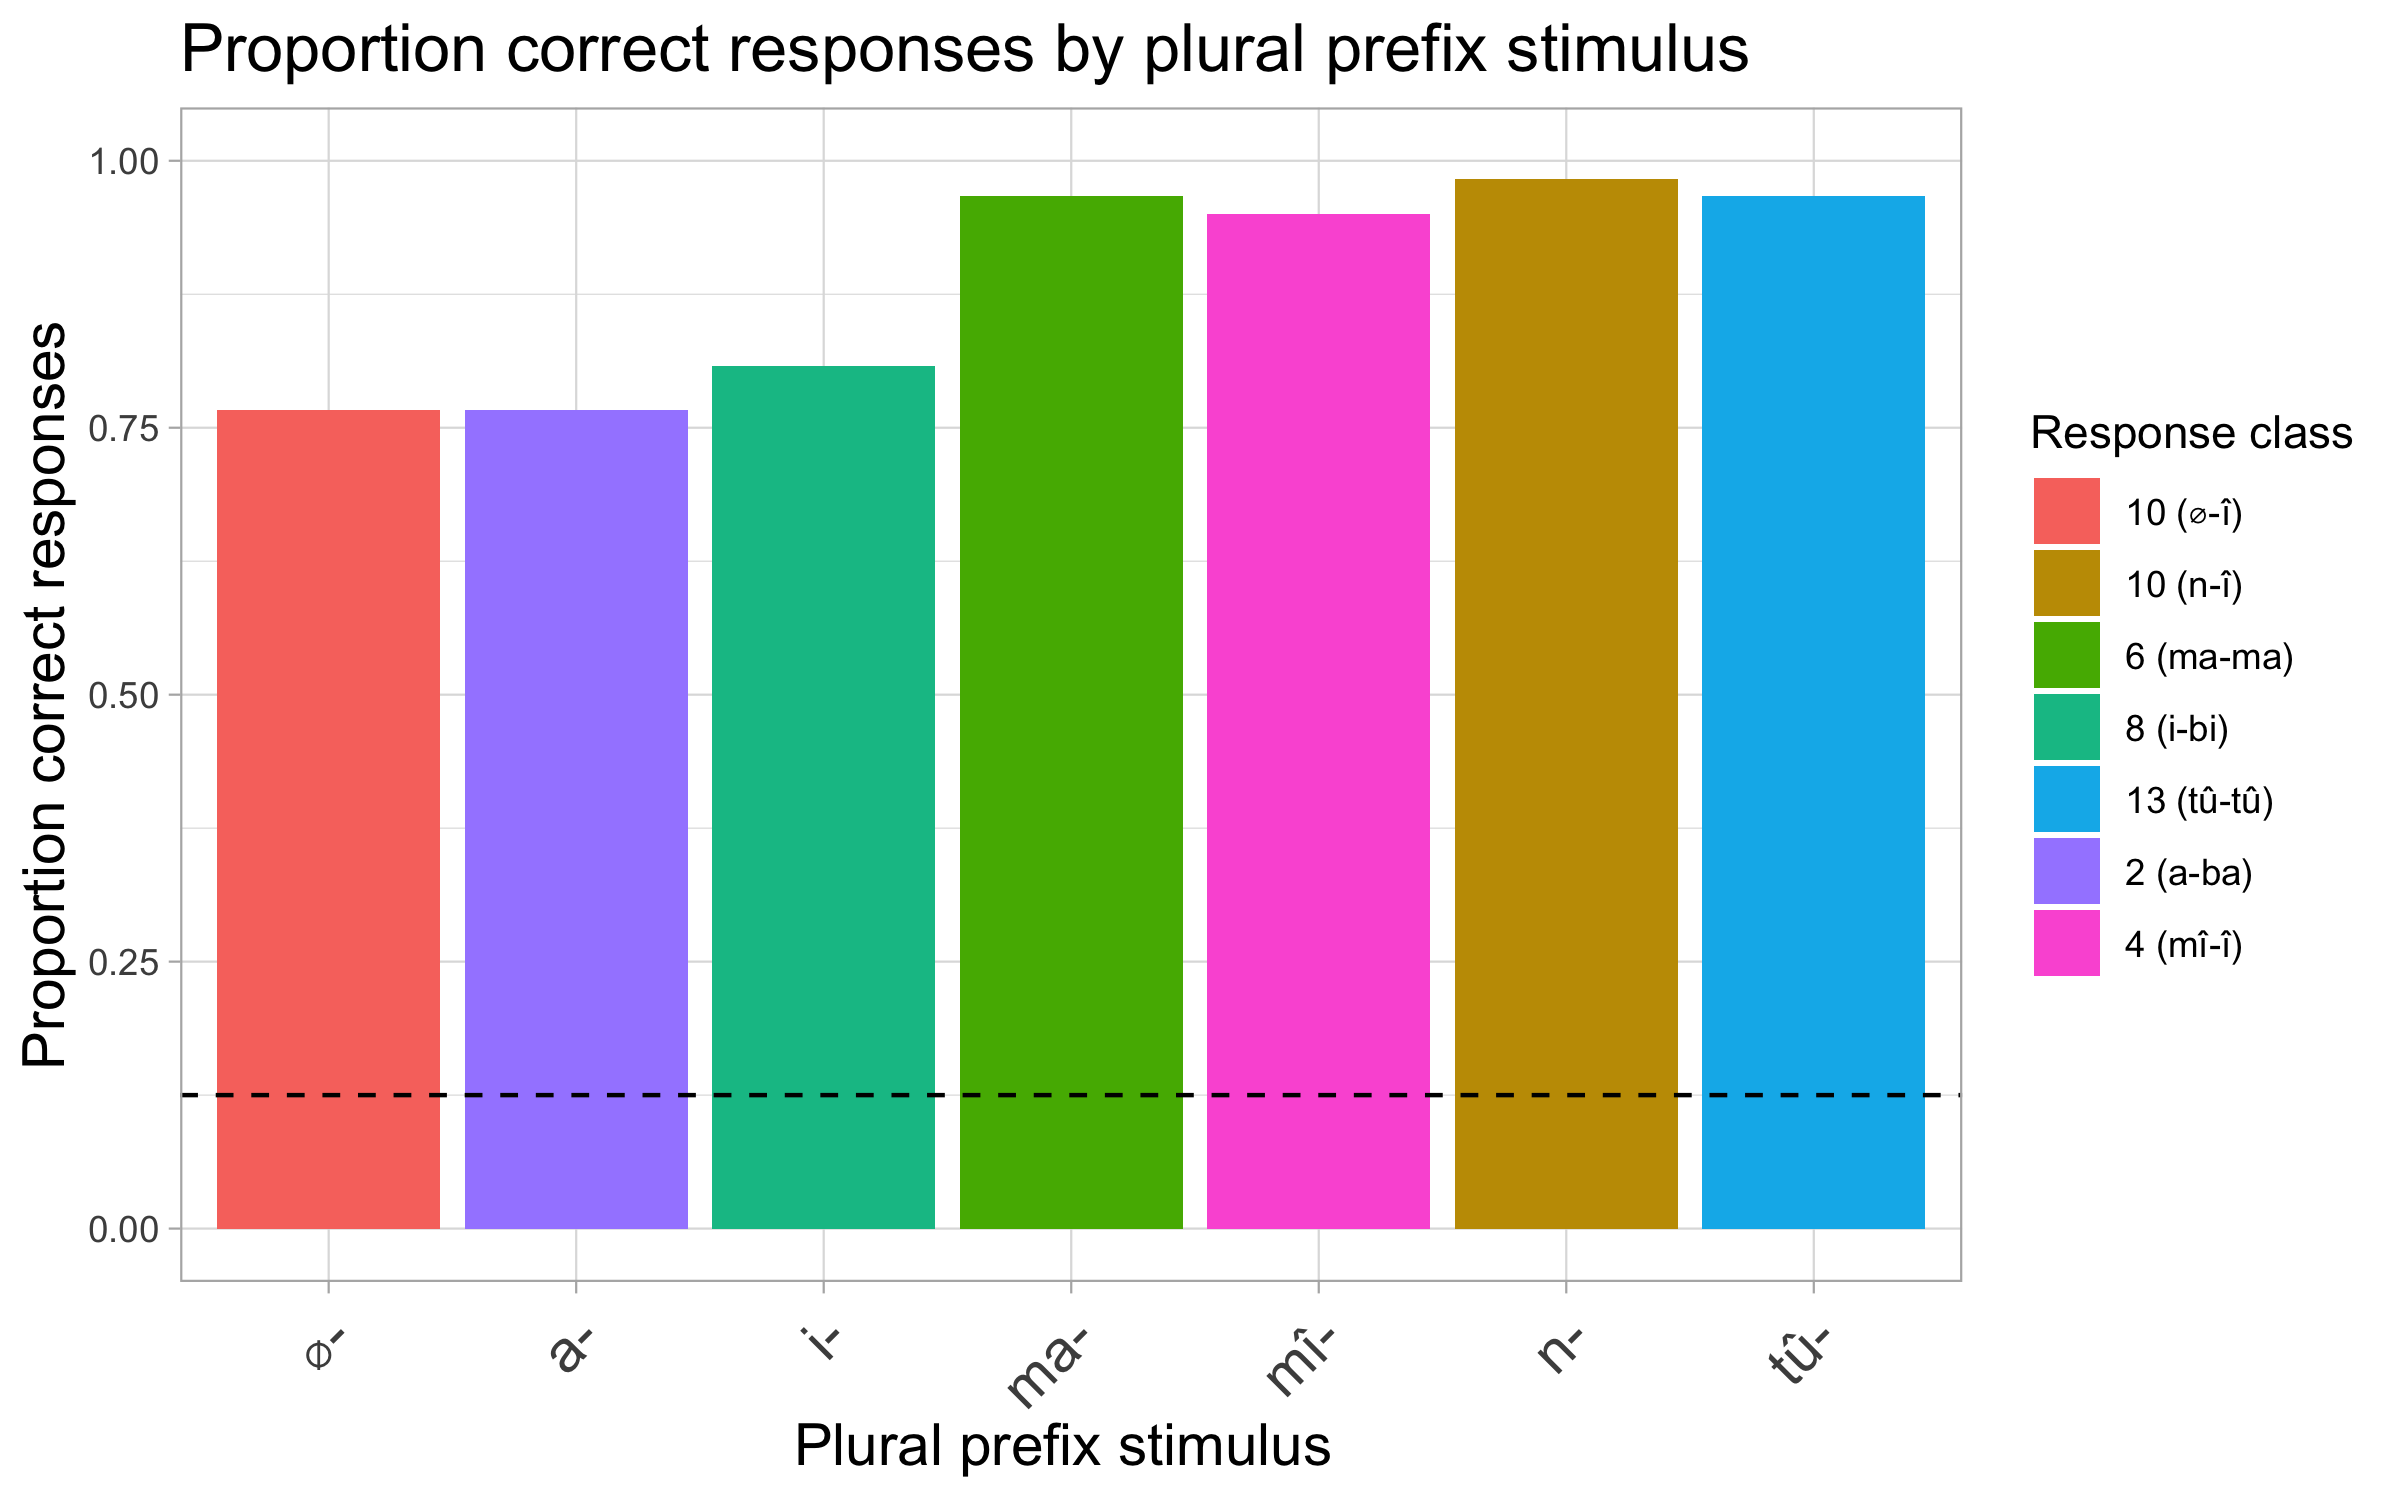 Proportion correct responses by plural prefix stimulus
Proportion correct responses
1.00
0.75
0.50
0.25
0.00
∅-
a-
i-
ma-
mî-
n-
tû-
Plural prefix stimulus
Response class
10 (∅-î)
10 (n-î)
6 (ma-ma)
8 (i-bi)
13 (tû-tû)
2 (a-ba)
4 (mî-î)